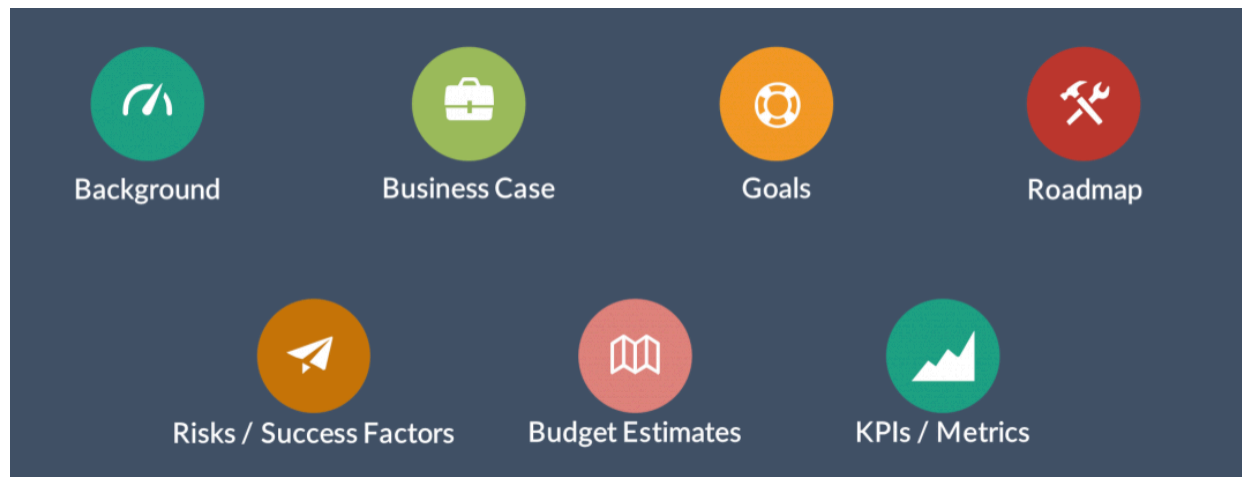 Background
Business Case
Goals
Roadmap
Risks / Success Factors
Budget Estimates
KPIs / Metrics